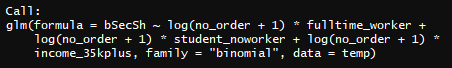 Call:
glm(formula = bSecSh ~ log(no_order + 1) * fulltime_worker +
log(no_order + 1) * student_noworker + log(no_order + 1) *
income_35kplus, family = "binomial", data = temp)